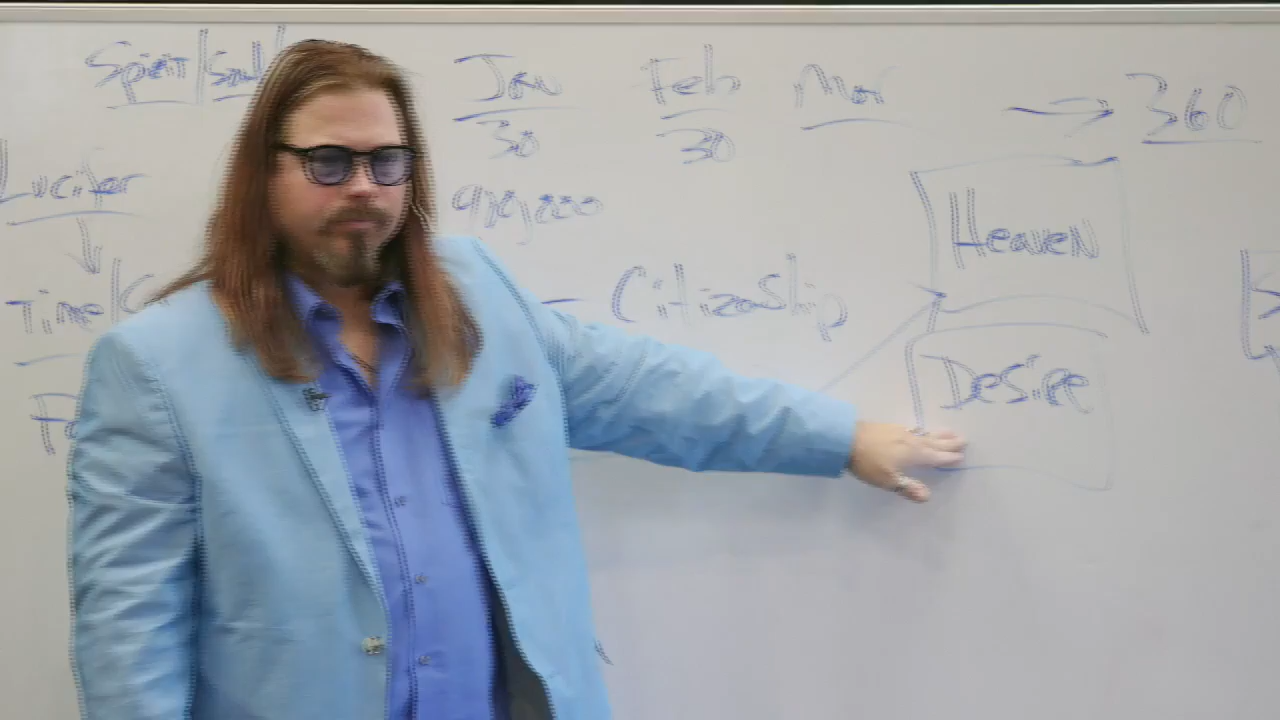 Spirit/Soul
Jan Feb Mar → 360
30 30
Lucifer
Heaven
Time/
Citizenship
Desire